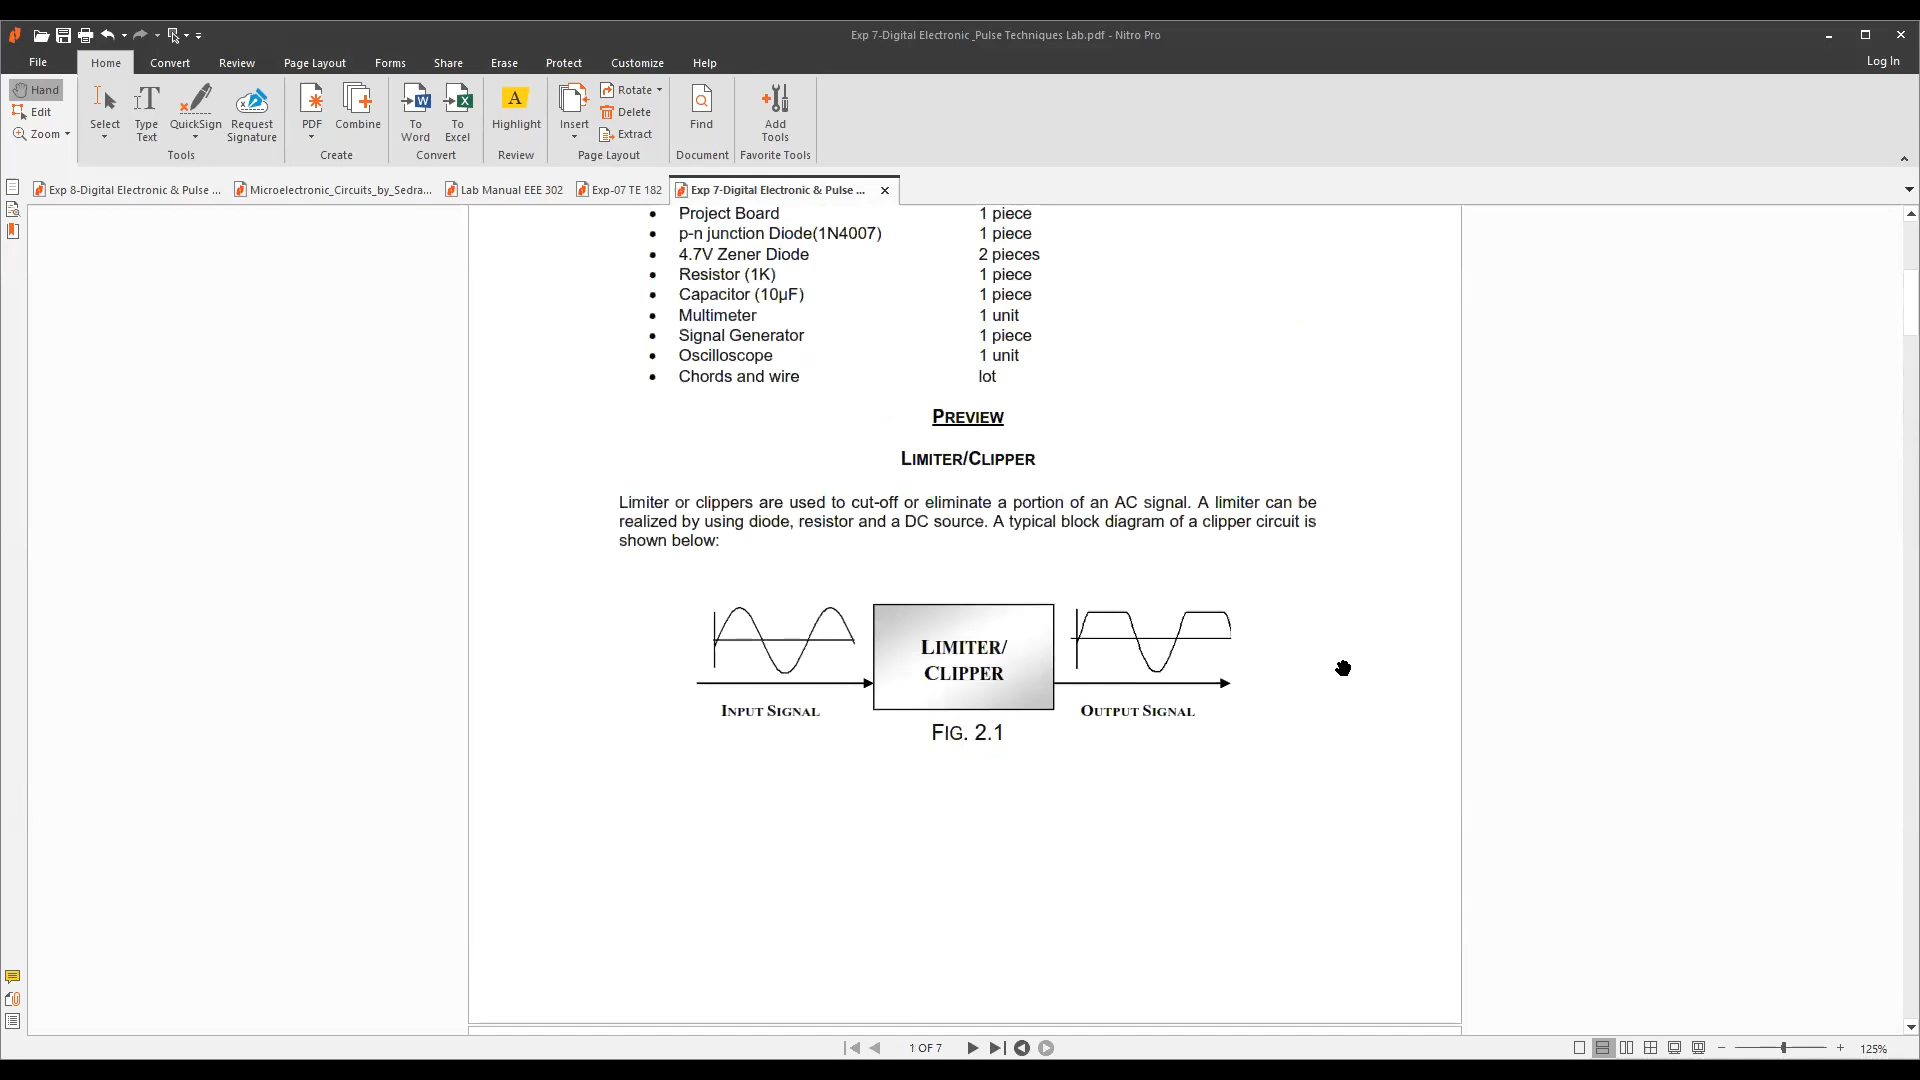 Exp 7-Digital Electronic _Pulse Techniques Lab.pdf - Nitro Pro
File Home Convert Review Page Layout Forms Share Erase Protect Customize Help Log In
Hand
Edit
Zoom
Select
Type Text
QuickSign
Request Signature
Tools
PDF
Combine
Create
To Word
To Excel
Convert
Highlight
Review
Insert
Rotate
Delete
Extract
Page Layout
Find
Document
Add Tools
Favorite Tools
Exp 8-Digital Electronic & Pulse ... Microelectronic_Circuits_by_Sedra... Lab Manual EEE 302 Exp-07 TE 182 Exp 7-Digital Electronic & Pulse ...
• Project Board 1 piece
• p-n junction Diode(1N4007) 1 piece
• 4.7V Zener Diode 2 pieces
• Resistor (1K) 1 piece
• Capacitor (10µF) 1 piece
• Multimeter 1 unit
• Signal Generator 1 piece
• Oscilloscope 1 unit
• Chords and wire lot
PREVIEW
LIMITER/CLIPPER
Limiter or clippers are used to cut-off or eliminate a portion of an AC signal. A limiter can be
realized by using diode, resistor and a DC source. A typical block diagram of a clipper circuit is
shown below:
LIMITER/
CLIPPER
INPUT SIGNAL OUTPUT SIGNAL
FIG. 2.1
1 OF 7 125%